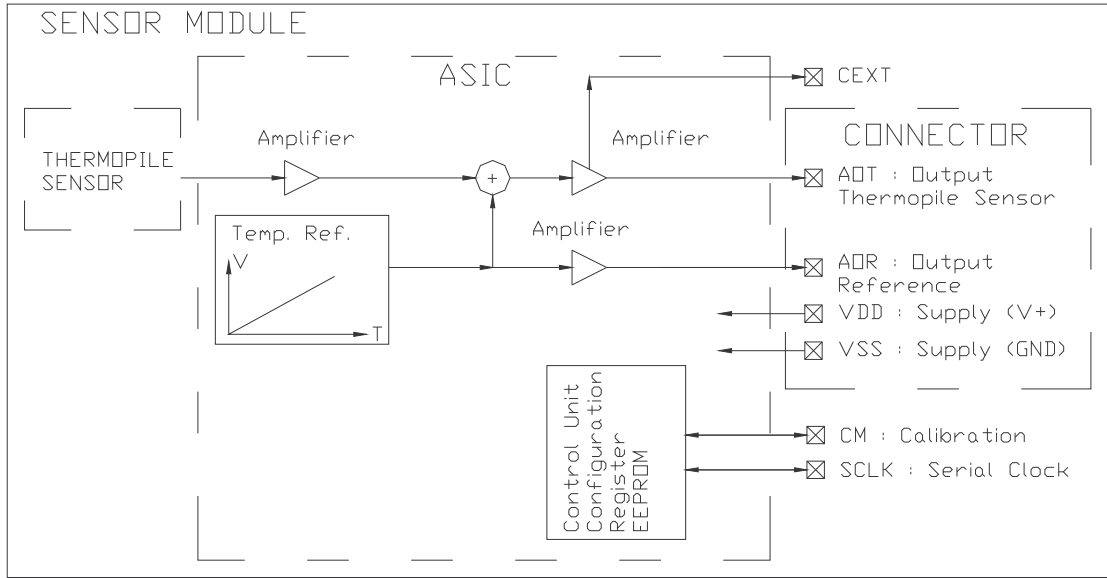 SENSOR MODULE
ASIC
CEXT
CONNECTOR
Amplifier
Amplifier
THERMOPILE
SENSOR
+
AOT : Output
Thermopile Sensor
Temp. Ref.
V
T
Amplifier
AOR : Output
Reference
VDD : Supply (V+)
VSS : Supply (GND)
Control Unit
Configuration
Register
EEPROM
CM : Calibration
SCLK : Serial Clock